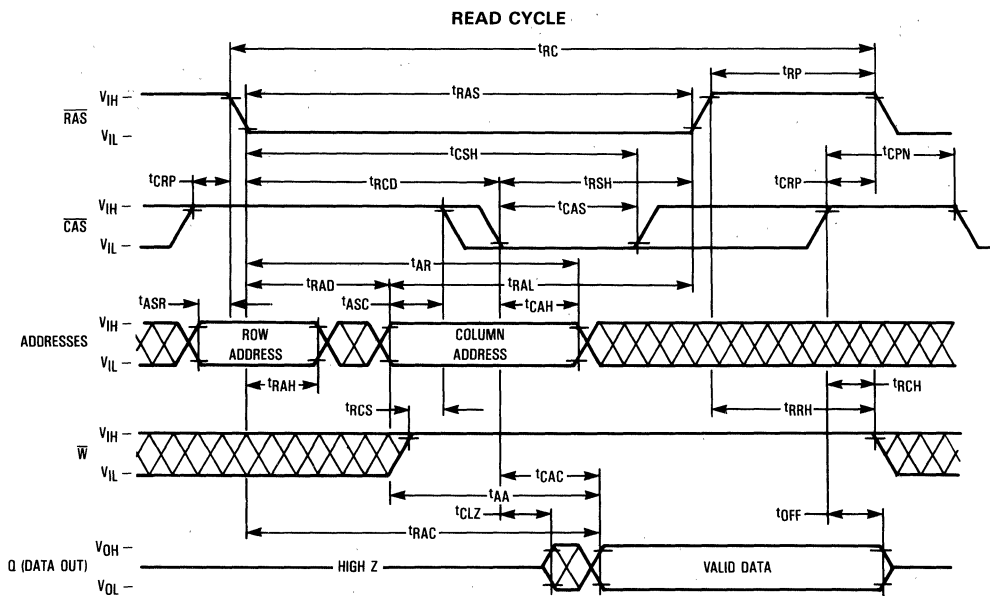 READ CYCLE
tRC
tRP
VIH
tRAS
RAS
VIL
tCSH
tCPN
tCRP
tRCD
tRSH
tCRP
VIH
tCAS
CAS
VIL
tAR
tRAD
tASC
tRAL
tASR
tCAH
VIH
ADDRESSES
ROW ADDRESS
COLUMN ADDRESS
VIL
tRAH
tRCH
tRCS
tRRH
VIH
W
VIL
tCAC
tAA
tCLZ
tOFF
tRAC
VOH
Q (DATA OUT)
HIGH Z
VALID DATA
VOL